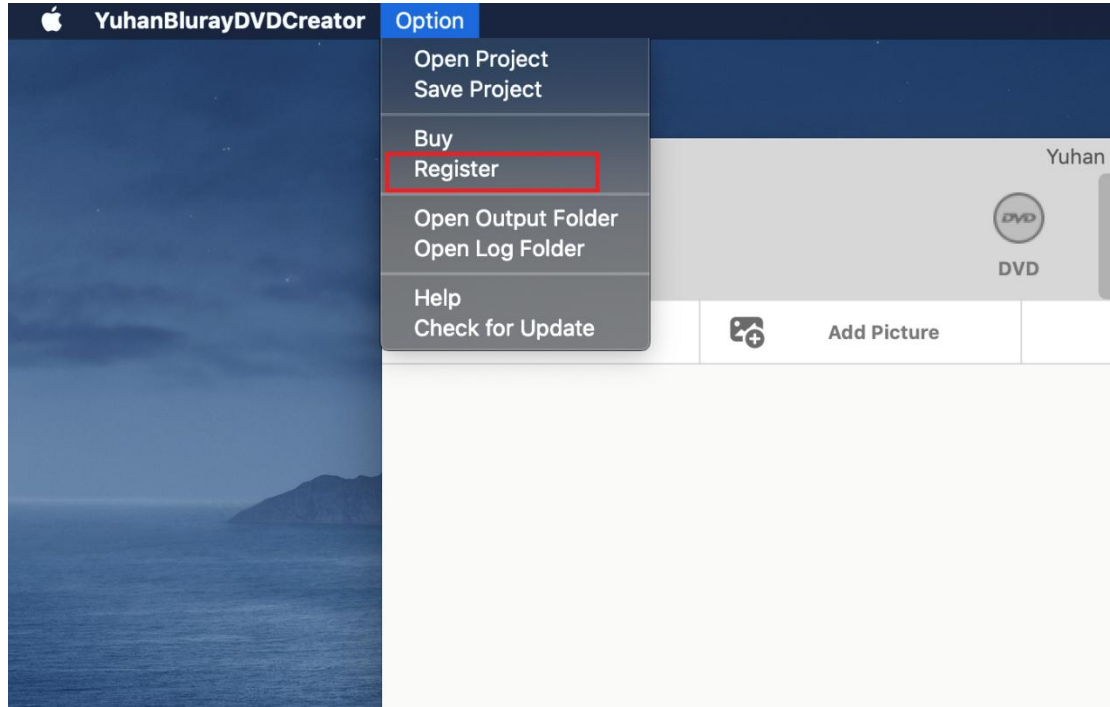 YuhanBlurayDVDCreator Option
Open Project
Save Project
Buy
Register
Open Output Folder
Open Log Folder
Help
Check for Update
Yuhan
DVD
DVD
Add Picture